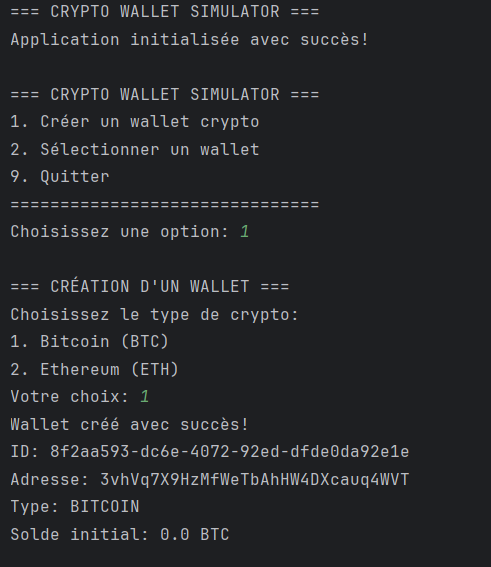 === CRYPTO WALLET SIMULATOR ===
Application initialisée avec succès!
=== CRYPTO WALLET SIMULATOR ===
1. Créer un wallet crypto
2. Sélectionner un wallet
9. Quitter
===============================
Choisissez une option: 1
=== CRÉATION D'UN WALLET ===
Choisissez le type de crypto:
1. Bitcoin (BTC)
2. Ethereum (ETH)
Votre choix: 1
Wallet créé avec succès!
ID: 8f2aa593-dc6e-4072-92ed-dfde0da92e1e
Adresse: 3vhVq7X9HzMfWeTbAhHW4DXcauq4WVT
Type: BITCOIN
Solde initial: 0.0 BTC